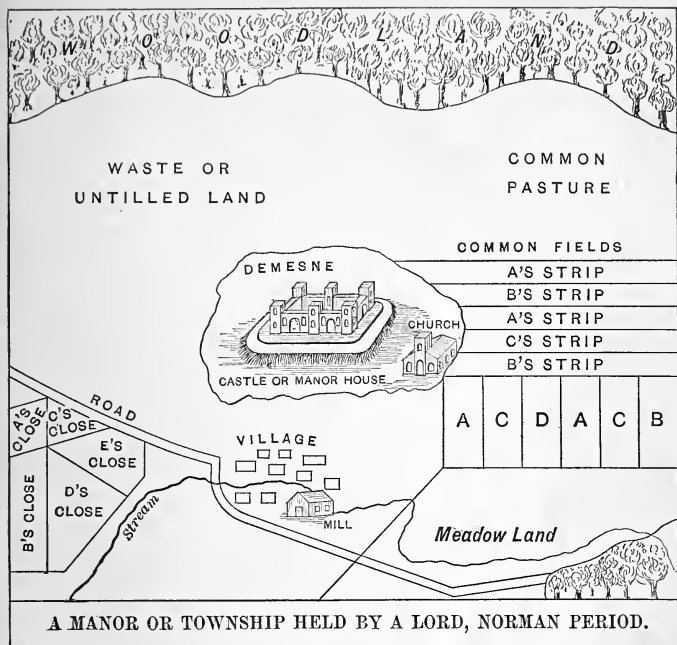 WOODLAND
WASTE OR
UNTILLED LAND
COMMON
PASTURE
COMMON FIELDS
A'S STRIP
B'S STRIP
A'S STRIP
C'S STRIP
B'S STRIP
DEMESNE
CHURCH
CASTLE OR MANOR HOUSE
A C D A C B
ROAD
A'S
CLOSE
C'S
CLOSE
E'S
CLOSE
D'S
CLOSE
B'S CLOSE
VILLAGE
Stream
MILL
Meadow Land
A MANOR OR TOWNSHIP HELD BY A LORD, NORMAN PERIOD.